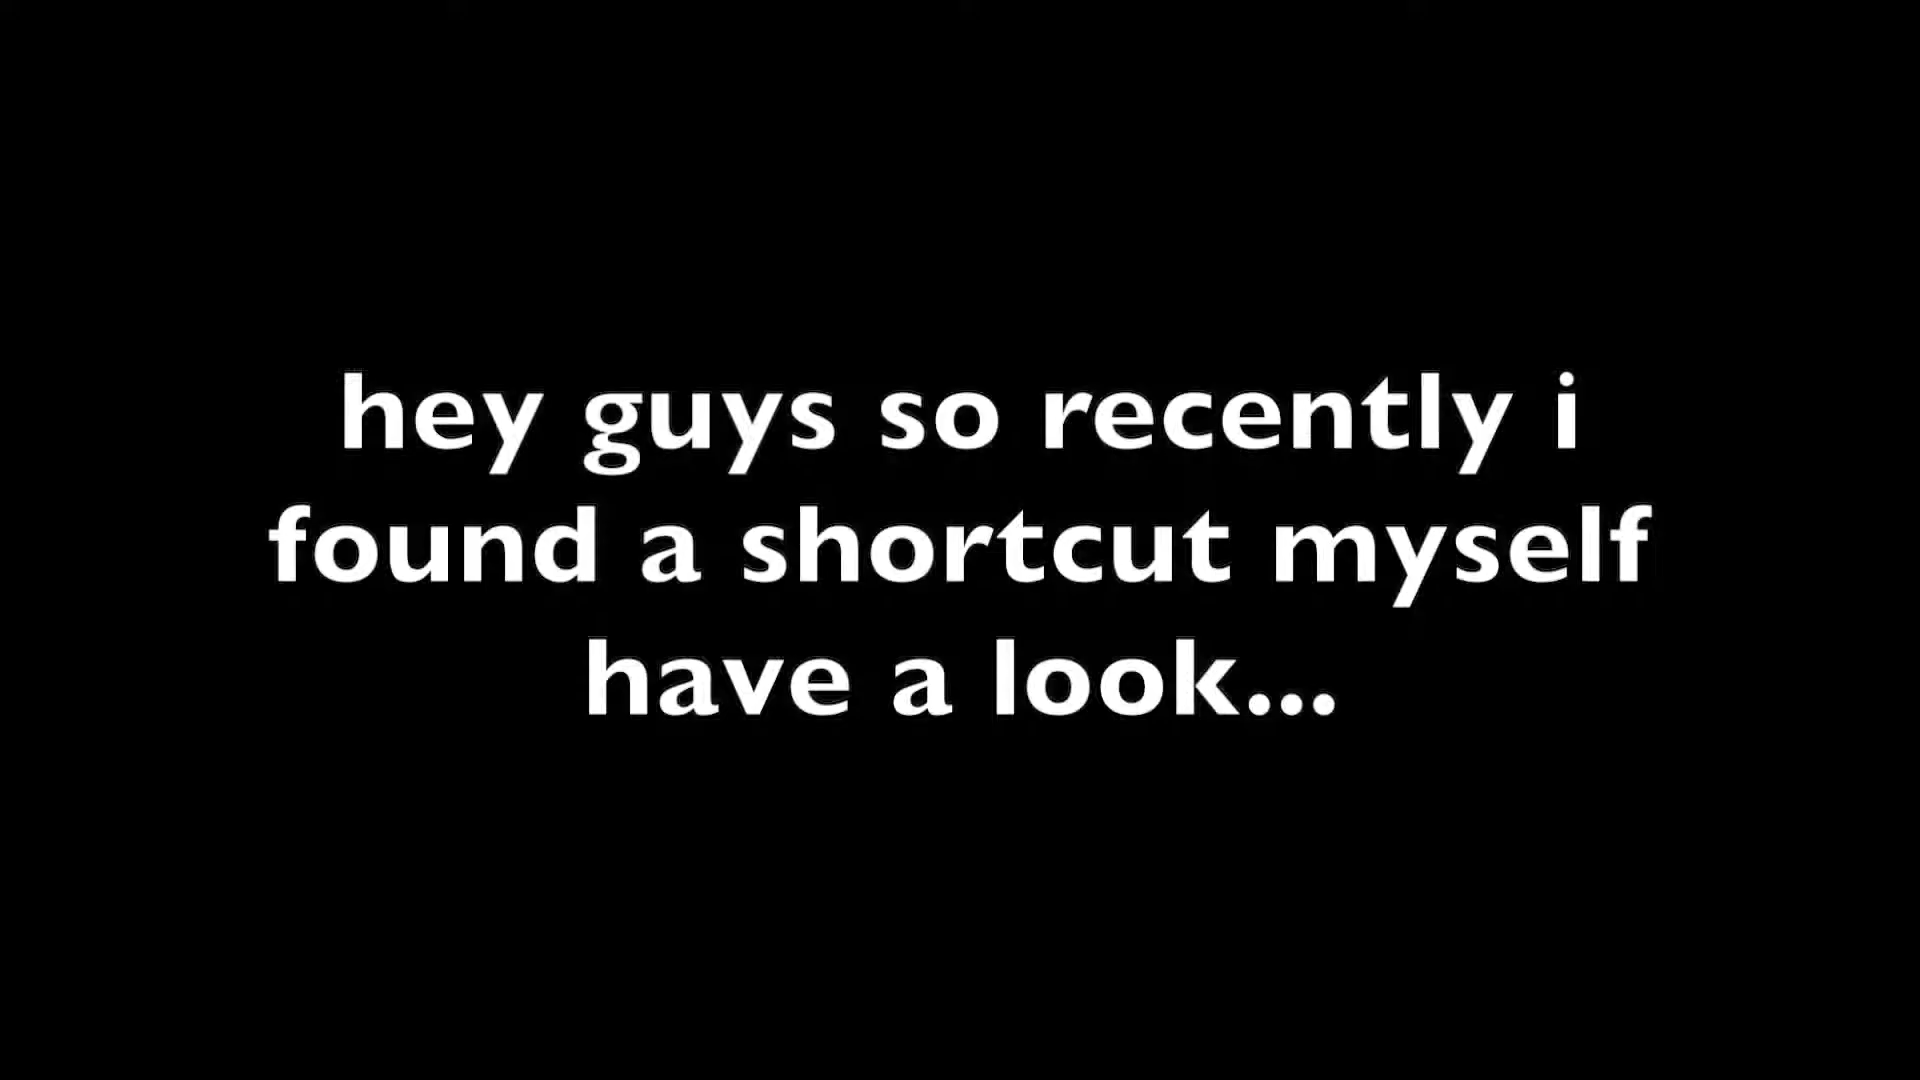 hey guys so recently i
found a shortcut myself
have a look...